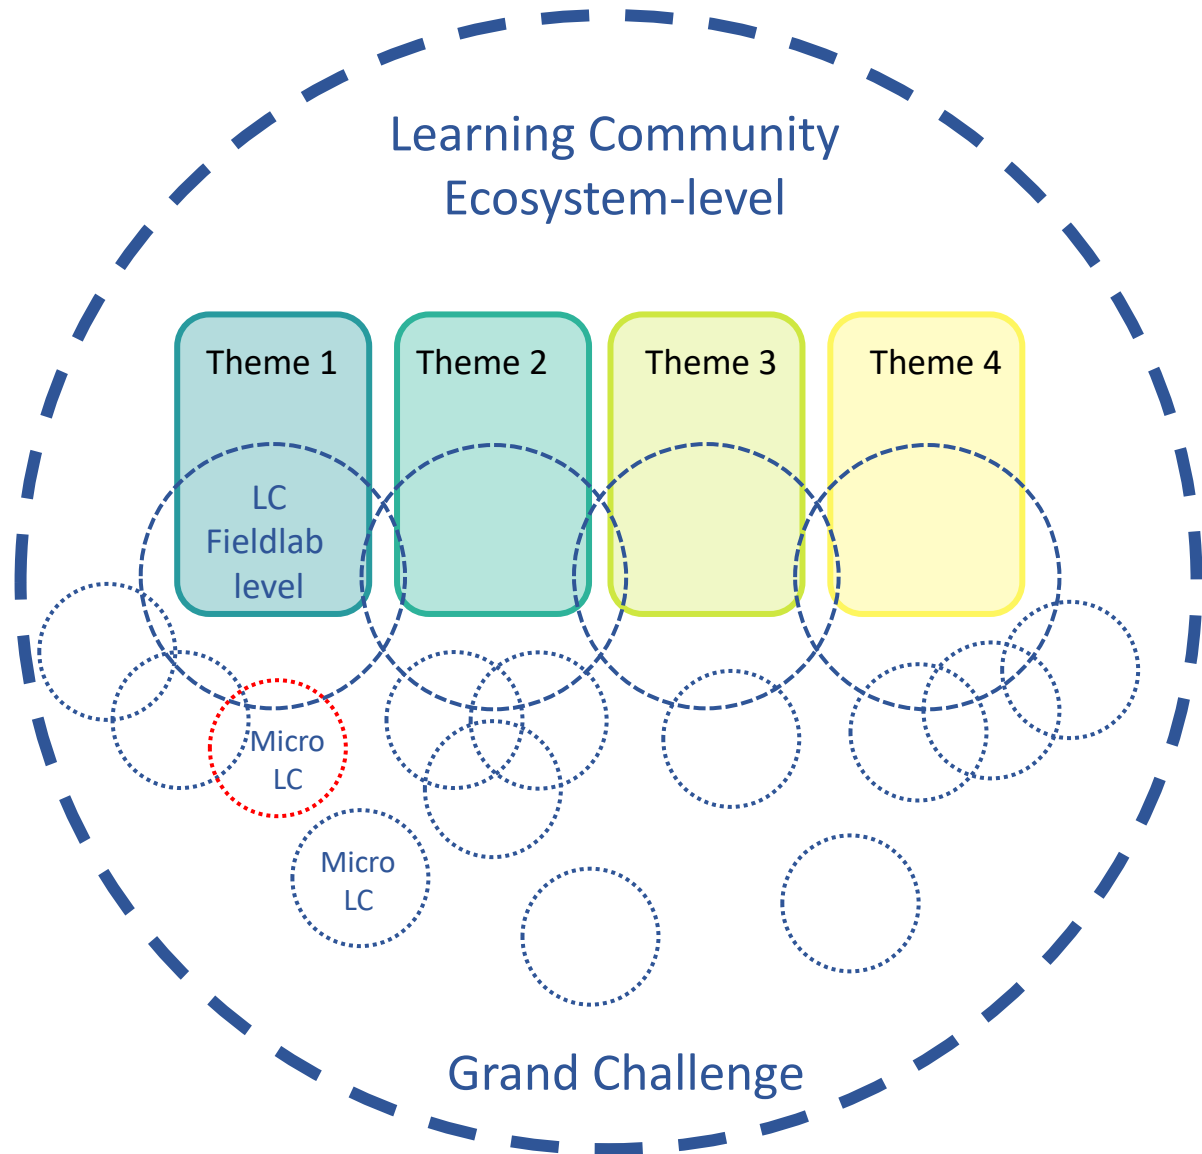 Learning Community
Ecosystem-level
Theme 1
Theme 2
Theme 3
Theme 4
LC
Fieldlab
level
Micro
LC
Micro
LC
Grand Challenge